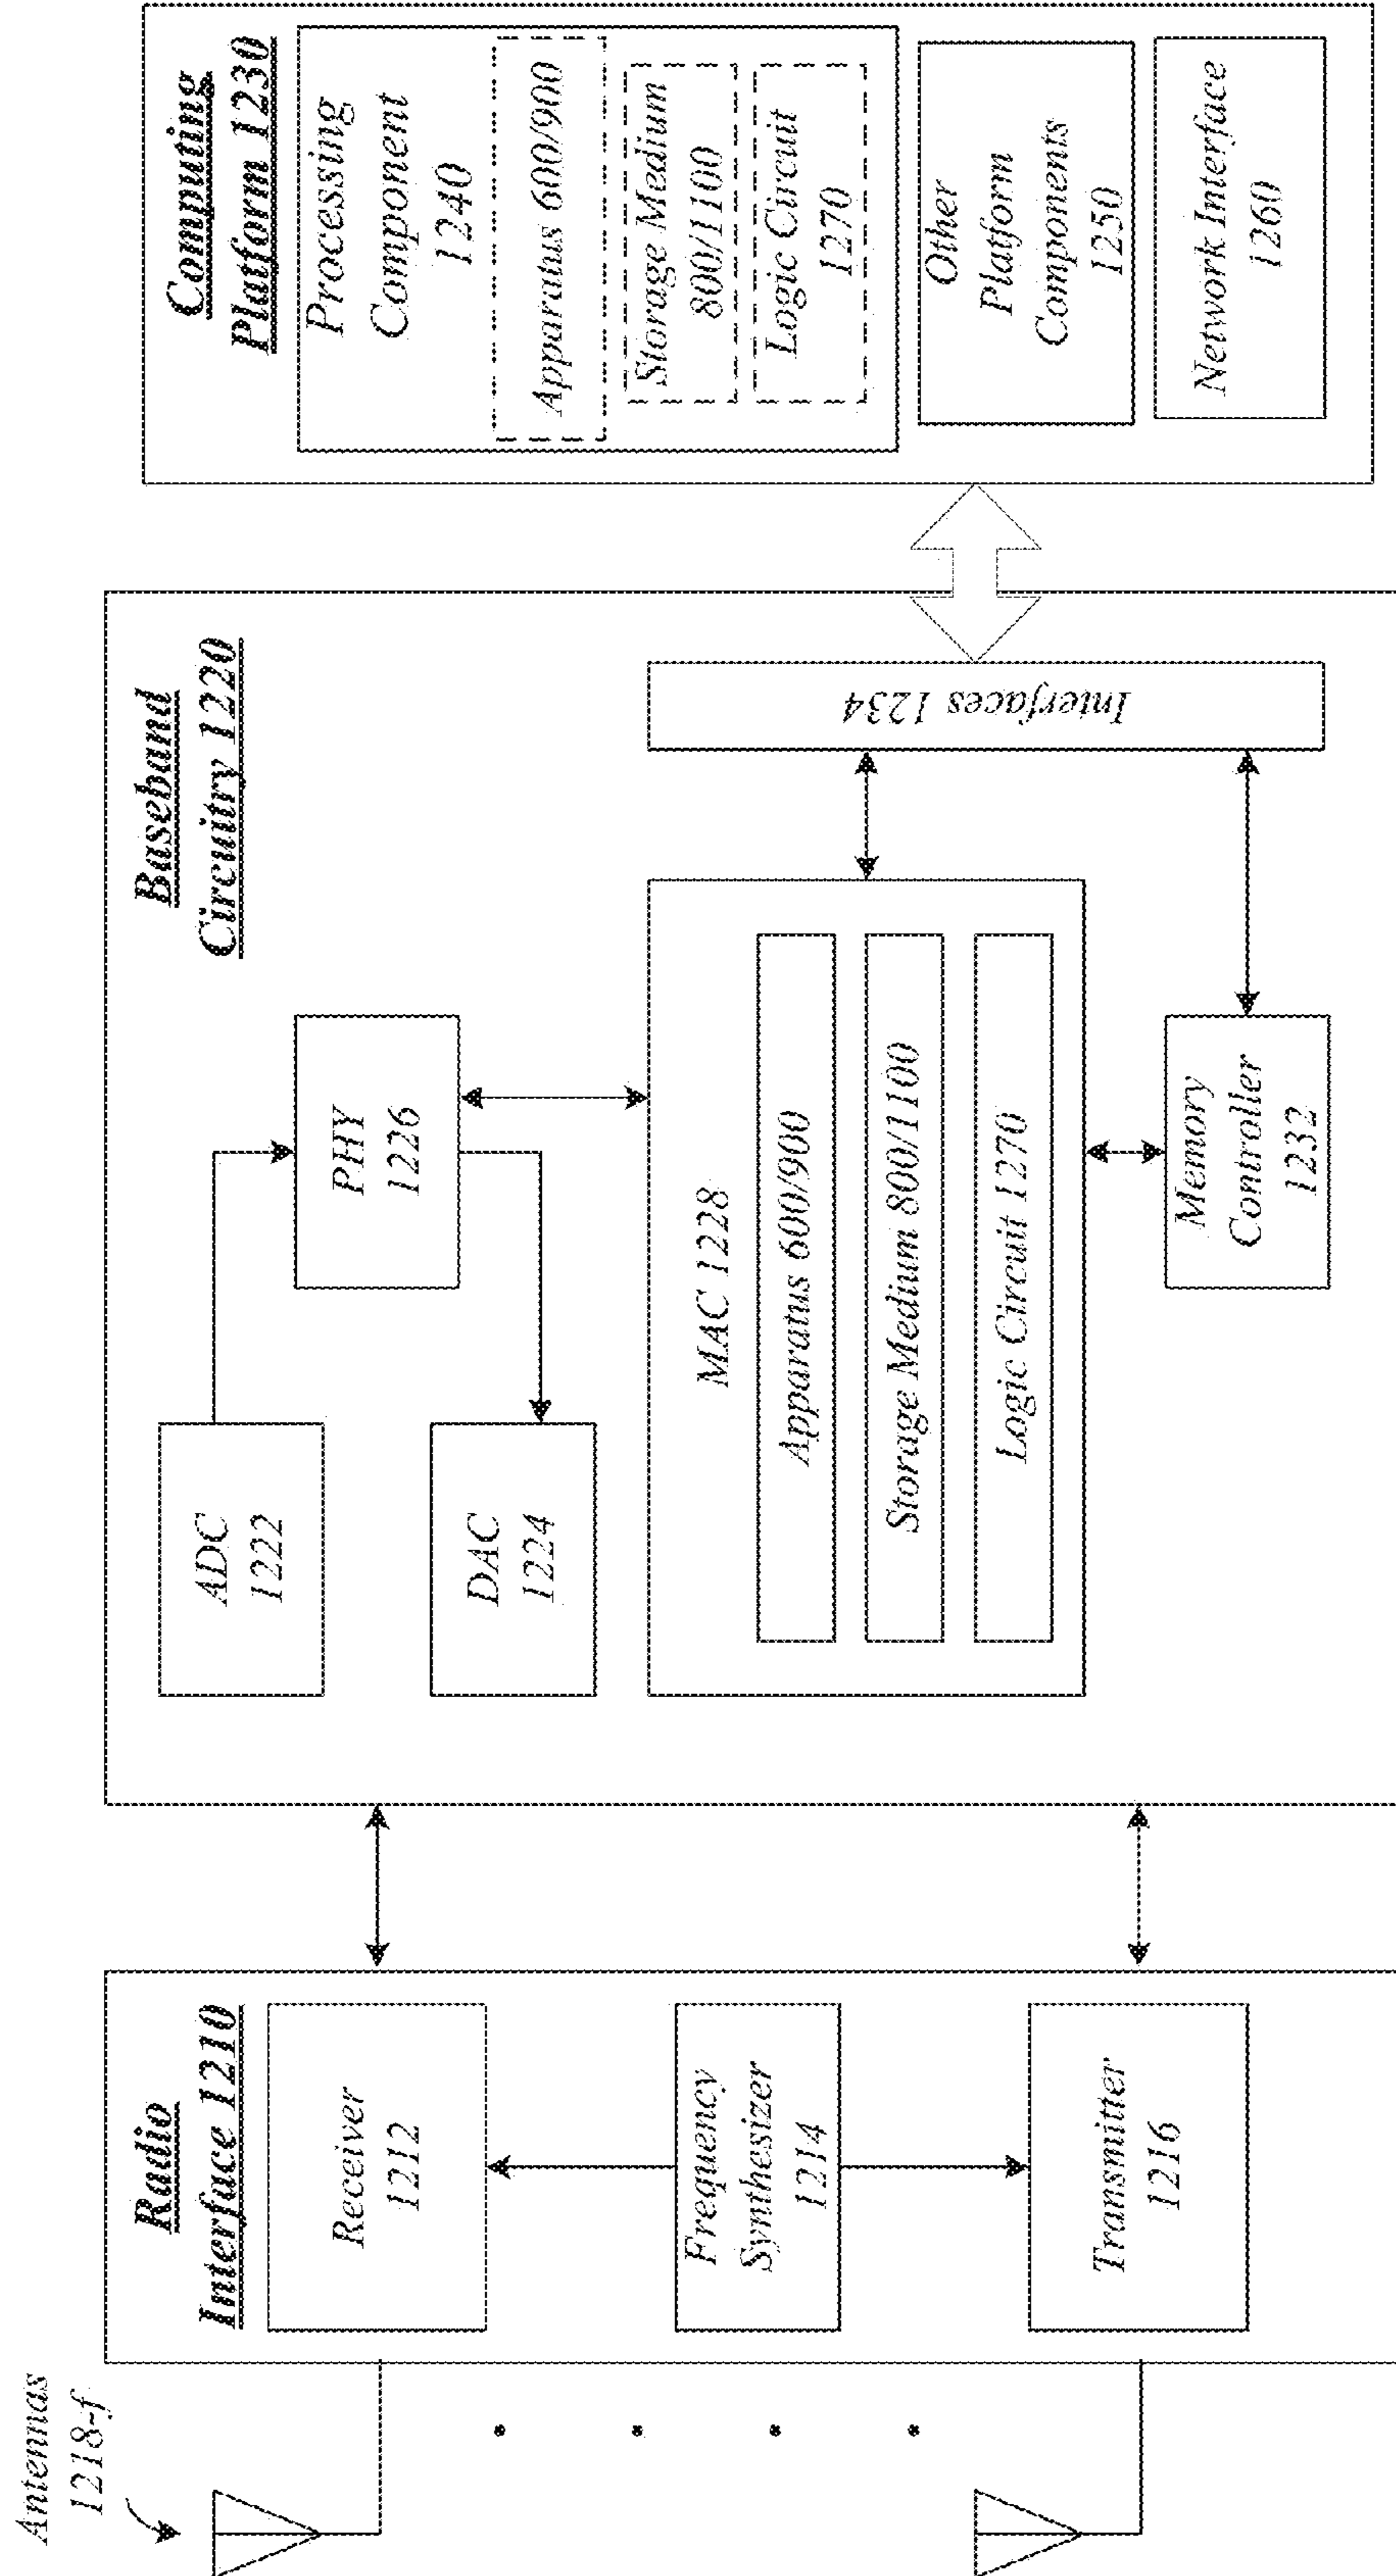 Antennas
1218-f
Radio
Interface 1210
Receiver
1212
Frequency
Synthesizer
1214
Transmitter
1216
Baseband
Circuitry 1220
ADC
1222
DAC
1224
PHY
1226
MAC 1228
Apparatus 600/900
Storage Medium 800/1100
Logic Circuit 1270
Memory
Controller
1232
Interfaces 1234
Computing
Platform 1230
Processing
Component
1240
Apparatus 600/900
Storage Medium
800/1100
Logic Circuit
1270
Other
Platform
Components
1250
Network Interface
1260